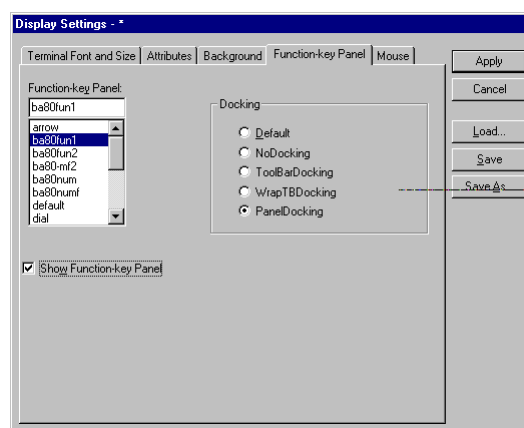 Display Settings - *
Terminal Font and Size Attributes Background Function-key Panel Mouse
Function-key Panel:
ba80fun1
arrow
ba80fun1
ba80fun2
ba80-mf2
ba80num
ba80numf
default
dial
Show Function-key Panel
Docking
Default
NoDocking
ToolBarDocking
WrapTBDocking
PanelDocking
Apply
Cancel
Load...
Save
Save As...